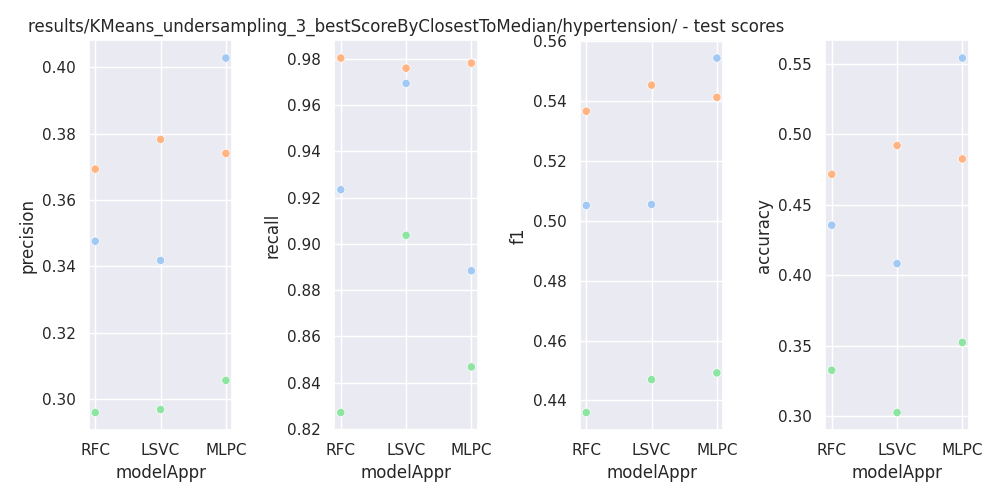 results/KMeans_undersampling_3_bestScoreByClosestToMedian/hypertension/ - test scores
precision
0.40
0.38
0.36
0.34
0.32
0.30
RFC LSVC MLPC
modelAppr
recall
0.98
0.96
0.94
0.92
0.90
0.88
0.86
0.84
0.82
RFC LSVC MLPC
modelAppr
f1
0.56
0.54
0.52
0.50
0.48
0.46
0.44
RFC LSVC MLPC
modelAppr
accuracy
0.55
0.50
0.45
0.40
0.35
0.30
RFC LSVC MLPC
modelAppr